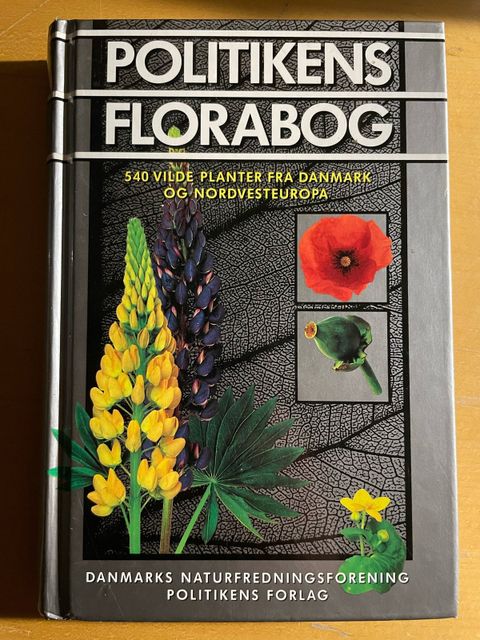 POLITIKENS
FLORABOG
540 VILDE PLANTER FRA DANMARK
OG NORDVESTEUROPA
DANMARKS NATURFREDNINGSFORENING
POLITIKENS FORLAG